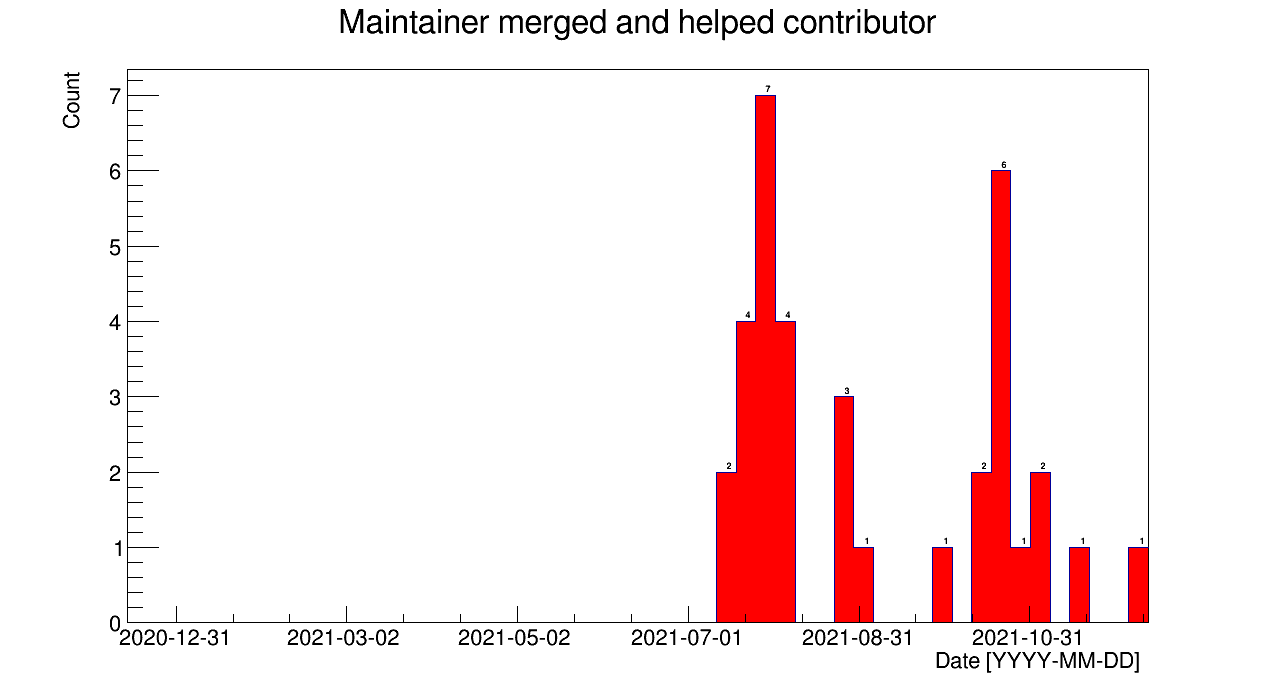 Maintainer merged and helped contributor
Count
7
6
5
4
3
2
1
0
2 4 7 4 3 1 1 2 6 1 2 1 1
2020-12-31 2021-03-02 2021-05-02 2021-07-01 2021-08-31 2021-10-31
Date [YYYY-MM-DD]